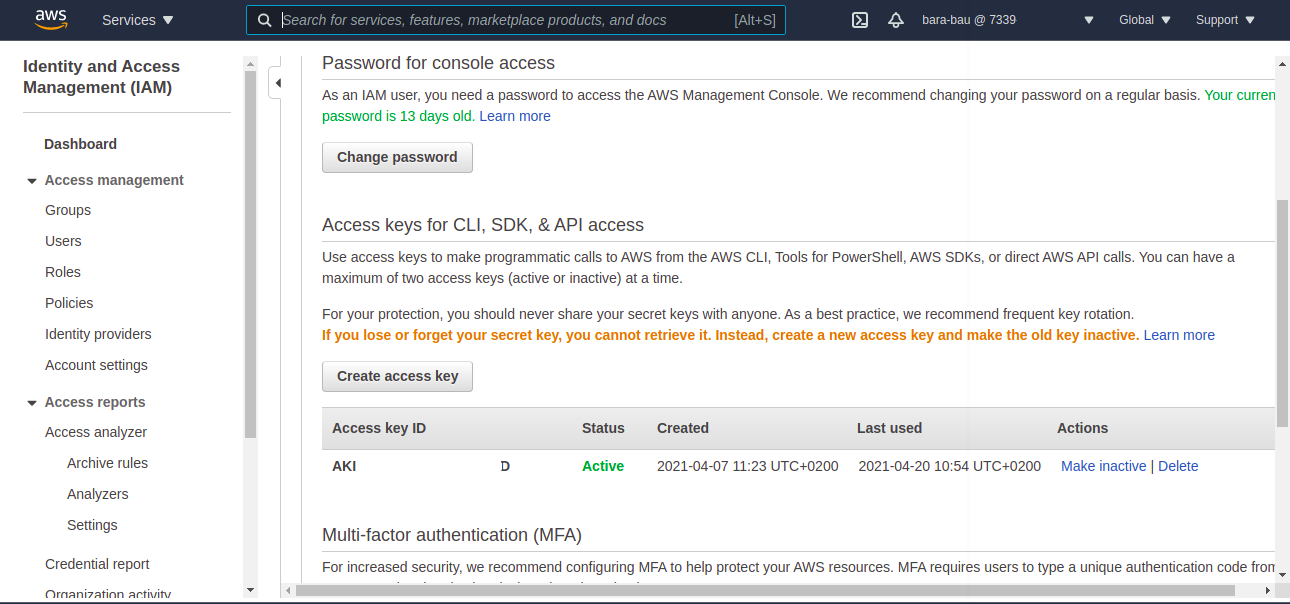 aws
Services
Search for services, features, marketplace products, and docs [Alt+S]
bara-bau @ 7339
Global
Support
Identity and Access
Management (IAM)
Dashboard
Access management
Groups
Users
Roles
Policies
Identity providers
Account settings
Access reports
Access analyzer
Archive rules
Analyzers
Settings
Credential report
Organization activity
Password for console access
As an IAM user, you need a password to access the AWS Management Console. We recommend changing your password on a regular basis. Your curren
password is 13 days old. Learn more
Change password
Access keys for CLI, SDK, & API access
Use access keys to make programmatic calls to AWS from the AWS CLI, Tools for PowerShell, AWS SDKs, or direct AWS API calls. You can have a
maximum of two access keys (active or inactive) at a time.
For your protection, you should never share your secret keys with anyone. As a best practice, we recommend frequent key rotation.
If you lose or forget your secret key, you cannot retrieve it. Instead, create a new access key and make the old key inactive. Learn more
Create access key
Access key ID Status Created Last used Actions
AKI D Active 2021-04-07 11:23 UTC+0200 2021-04-20 10:54 UTC+0200 Make inactive | Delete
Multi-factor authentication (MFA)
For increased security, we recommend configuring MFA to help protect your AWS resources. MFA requires users to type a unique authentication code from